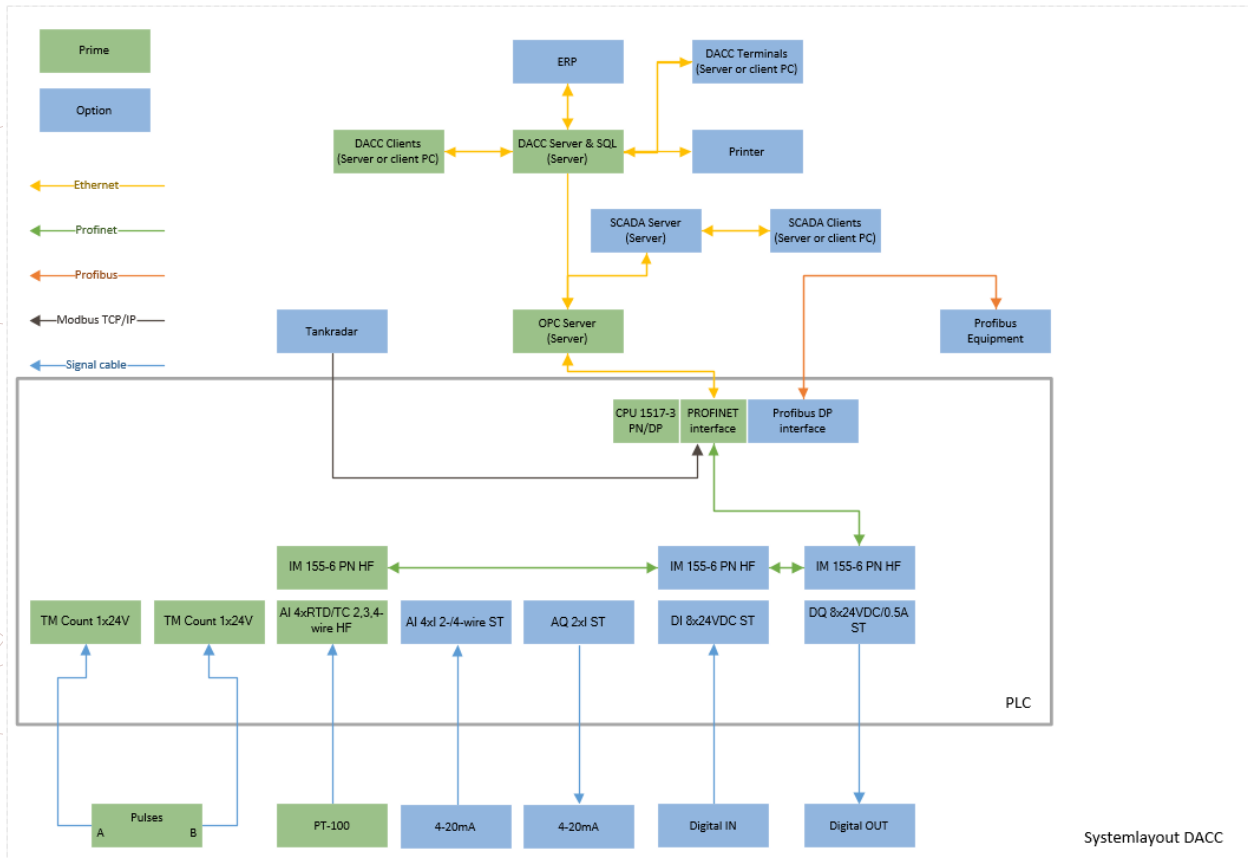 Prime
Option
Ethernet
Profinet
Profibus
Modbus TCP/IP
Signal cable
ERP
DACC Terminals
(Server or client PC)
DACC Clients
(Server or client PC)
DACC Server & SQL
(Server)
Printer
SCADA Server
(Server)
SCADA Clients
(Server or client PC)
Tankradar
OPC Server
(Server)
Profibus
Equipment
CPU 1517-3
PN/DP
PROFINET
interface
Profibus DP
interface
IM 155-6 PN HF
IM 155-6 PN HF
IM 155-6 PN HF
TM Count 1x24V
TM Count 1x24V
AI 4xRTD/TC 2,3,4-
wire HF
AI 4xI 2-/4-wire ST
AQ 2xI ST
DI 8x24VDC ST
DQ 8x24VDC/0.5A
ST
PLC
Pulses
A
B
PT-100
4-20mA
4-20mA
Digital IN
Digital OUT
Systemlayout DACC